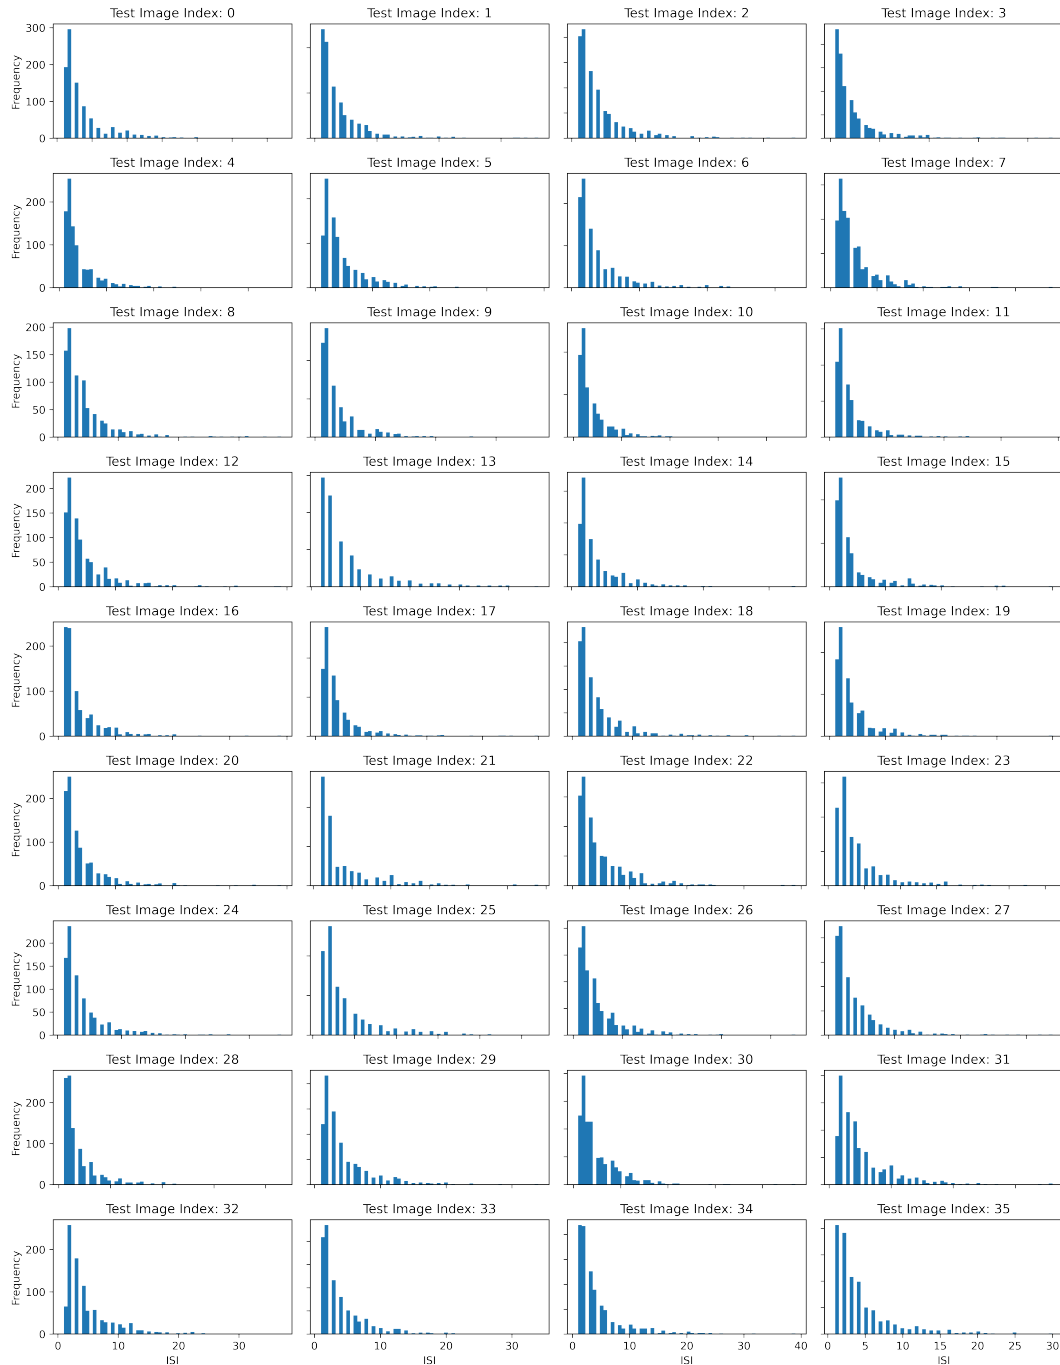 Test Image Index: 0
Test Image Index: 1
Test Image Index: 2
Test Image Index: 3
Frequency
300
200
100
0
Test Image Index: 4
Test Image Index: 5
Test Image Index: 6
Test Image Index: 7
Frequency
200
100
0
Test Image Index: 8
Test Image Index: 9
Test Image Index: 10
Test Image Index: 11
Frequency
200
150
100
50
0
Test Image Index: 12
Test Image Index: 13
Test Image Index: 14
Test Image Index: 15
Frequency
200
150
100
50
0
Test Image Index: 16
Test Image Index: 17
Test Image Index: 18
Test Image Index: 19
Frequency
200
100
0
Test Image Index: 20
Test Image Index: 21
Test Image Index: 22
Test Image Index: 23
Frequency
200
100
0
Test Image Index: 24
Test Image Index: 25
Test Image Index: 26
Test Image Index: 27
Frequency
200
150
100
50
0
Test Image Index: 28
Test Image Index: 29
Test Image Index: 30
Test Image Index: 31
Frequency
200
100
0
Test Image Index: 32
Test Image Index: 33
Test Image Index: 34
Test Image Index: 35
Frequency
200
100
0
0 10 20 30
0 10 20 30
0 10 20 30 40
0 5 10 15 20 25 30
ISI
ISI
ISI
ISI